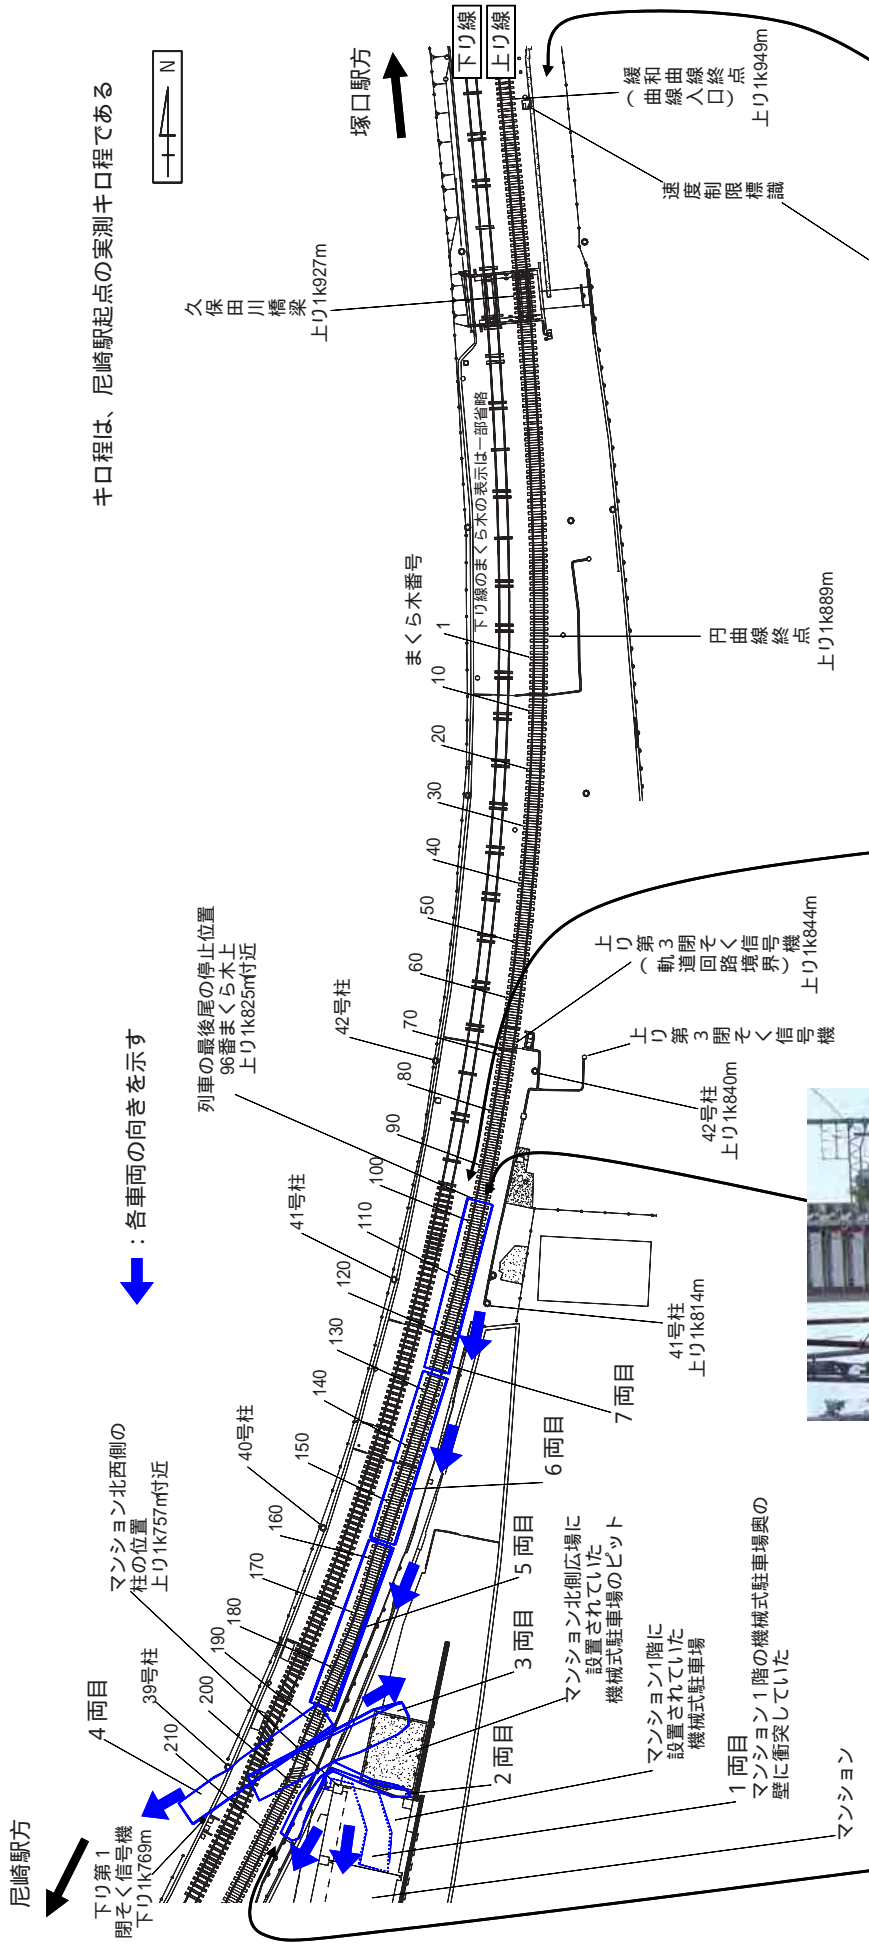 キロ程は、尼崎駅起点の実測キロ程である
N
塚口駅方
下り線
上り線
緩和曲線終点
（曲線入口）
上り1k949m
速度制限標識
久保田川橋梁
上り1k927m
下り線のまくら木の表示は一部省略
まくら木番号
1
10
20
30
40
50
60
70
80
90
100
110
120
130
140
150
160
170
180
190
200
210
円曲線終点
上り1k889m
上り第3閉そく信号機
（軌道回路境界）
上り1k844m
上り第3閉そく信号機
42号柱
上り1k840m
42号柱
列車の最後尾の停止位置
96番まくら木上
上り1k825m付近
：各車両の向きを示す
41号柱
41号柱
上り1k814m
7両目
6両目
5両目
3両目
2両目
40号柱
マンション北西側の
柱の位置
上り1k757m付近
39号柱
4両目
マンション北側広場に
設置されていた
機械式駐車場のピット
マンション1階に
設置されていた
機械式駐車場
1両目
マンション1階の機械式駐車場奥の
壁に衝突していた
マンション
尼崎駅方
下り第1
閉そく信号機
下り1k769m